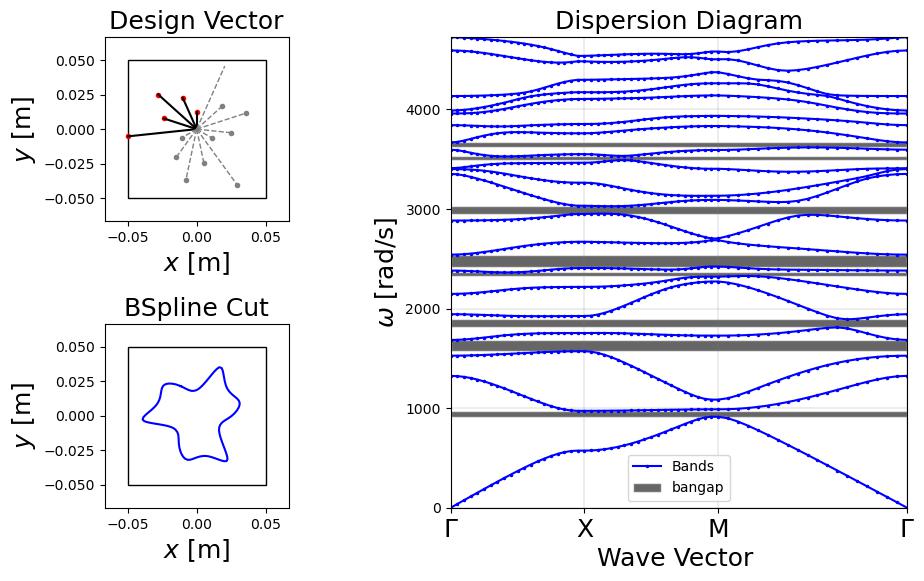 Design Vector
0.050
0.025
0.000
−0.025
−0.050
y [m]
−0.05 0.00 0.05
x [m]
BSpline Cut
0.050
0.025
0.000
−0.025
−0.050
y [m]
−0.05 0.00 0.05
x [m]
Dispersion Diagram
4000
3000
2000
1000
0
ω [rad/s]
Bands
bangap
Γ X M Γ
Wave Vector